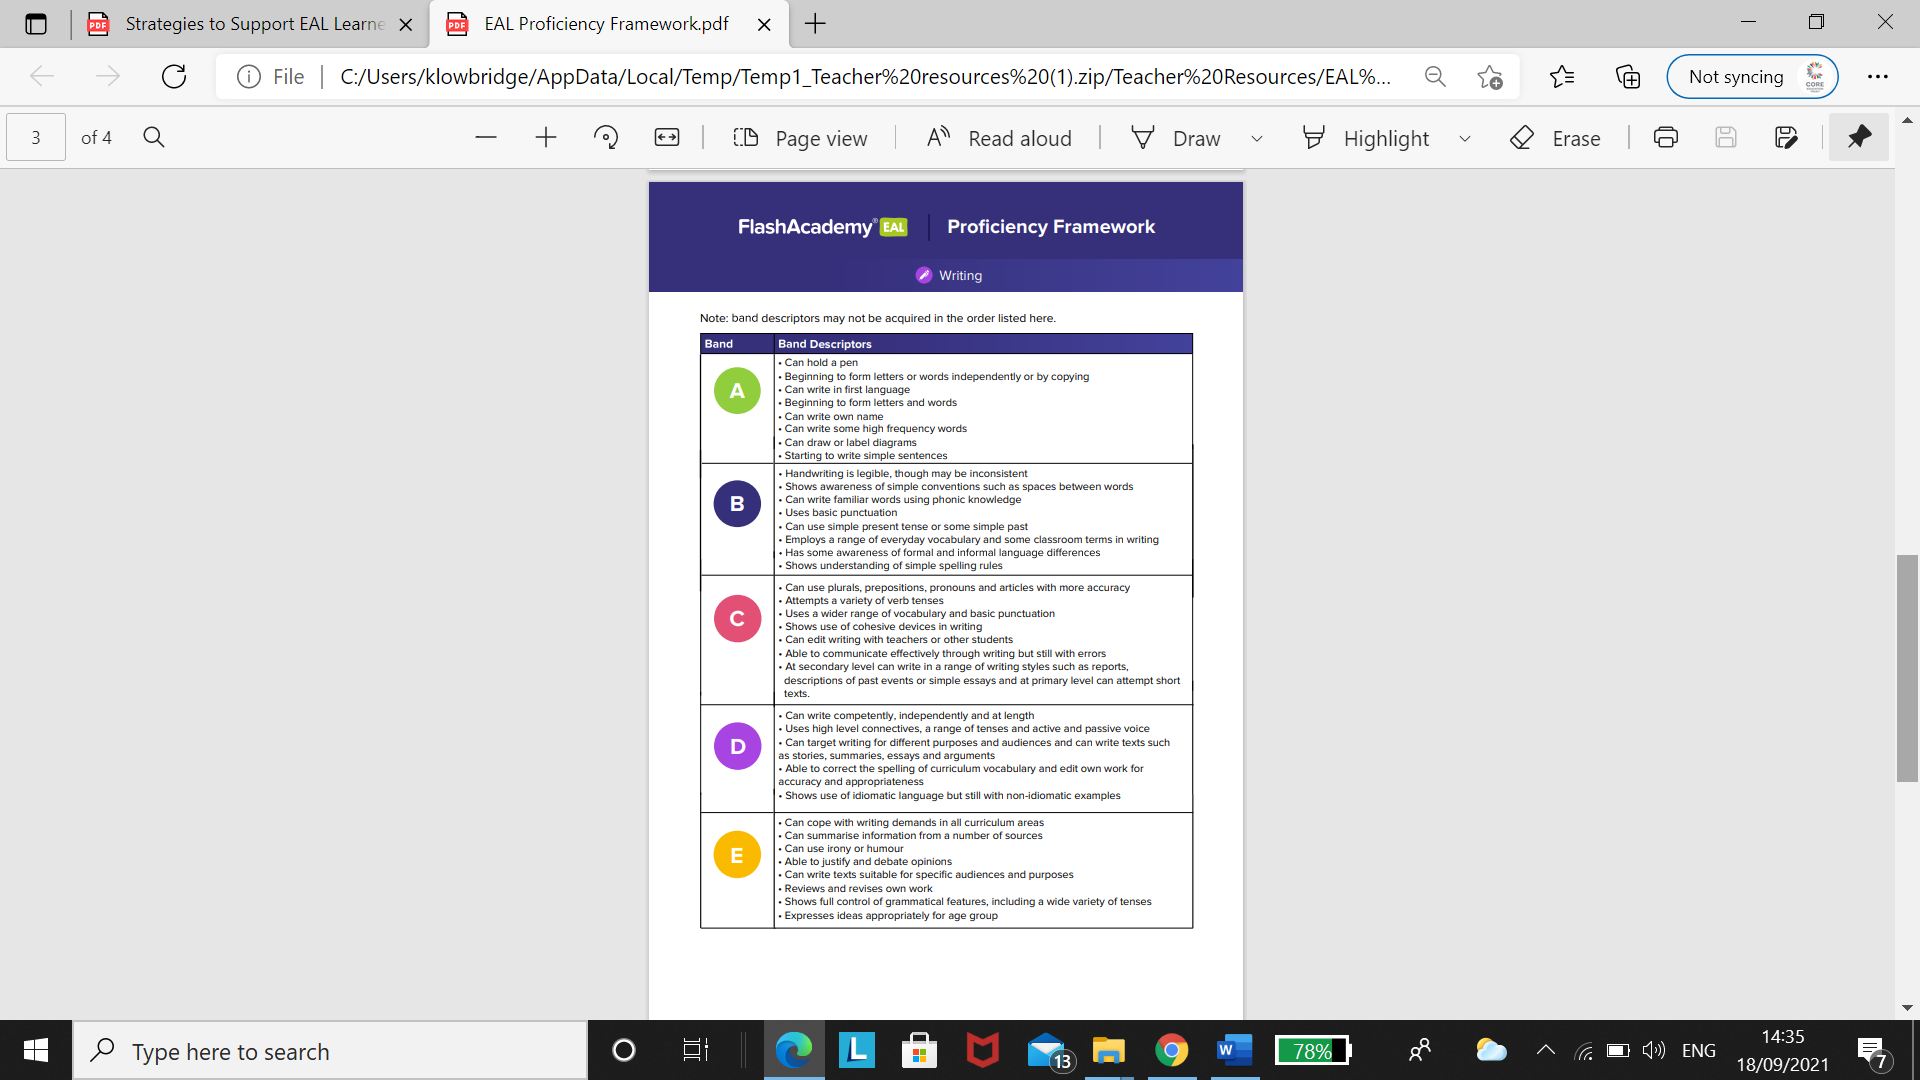 Strategies to Support EAL Learne
EAL Proficiency Framework.pdf
File
C:/Users/klowbridge/AppData/Local/Temp/Temp1_Teacher%20resources%20(1).zip/Teacher%20Resources/EAL%...
Not syncing
3 of 4
Page view
Read aloud
Draw
Highlight
Erase
FlashAcademy® EAL
Proficiency Framework
Writing
Note: band descriptors may not be acquired in the order listed here.
Band
Band Descriptors
A
• Can hold a pen
• Beginning to form letters or words independently or by copying
• Can write in first language
• Beginning to form letters and words
• Can write own name
• Can write some high frequency words
• Can draw or label diagrams
• Starting to write simple sentences
B
• Handwriting is legible, though may be inconsistent
• Shows awareness of simple conventions such as spaces between words
• Can write familiar words using phonic knowledge
• Uses basic punctuation
• Can use simple present tense or some simple past
• Employs a range of everyday vocabulary and some classroom terms in writing
• Has some awareness of formal and informal language differences
• Shows understanding of simple spelling rules
C
• Can use plurals, prepositions, pronouns and articles with more accuracy
• Attempts a variety of verb tenses
• Uses a wider range of vocabulary and basic punctuation
• Shows use of cohesive devices in writing
• Can edit writing with teachers or other students
• Able to communicate effectively through writing but still with errors
• At secondary level can write in a range of writing styles such as reports,
descriptions of past events or simple essays and at primary level can attempt short
texts.
D
• Can write competently, independently and at length
• Uses high level connectives, a range of tenses and active and passive voice
• Can target writing for different purposes and audiences and can write texts such
as stories, summaries, essays and arguments
• Able to correct the spelling of curriculum vocabulary and edit own work for
accuracy and appropriateness
• Shows use of idiomatic language but still with non-idiomatic examples
E
• Can cope with writing demands in all curriculum areas
• Can summarise information from a number of sources
• Can use irony or humour
• Able to justify and debate opinions
• Can write texts suitable for specific audiences and purposes
• Reviews and revises own work
• Shows full control of grammatical features, including a wide variety of tenses
• Expresses ideas appropriately for age group
Type here to search
13
78%
ENG
14:35
18/09/2021
7